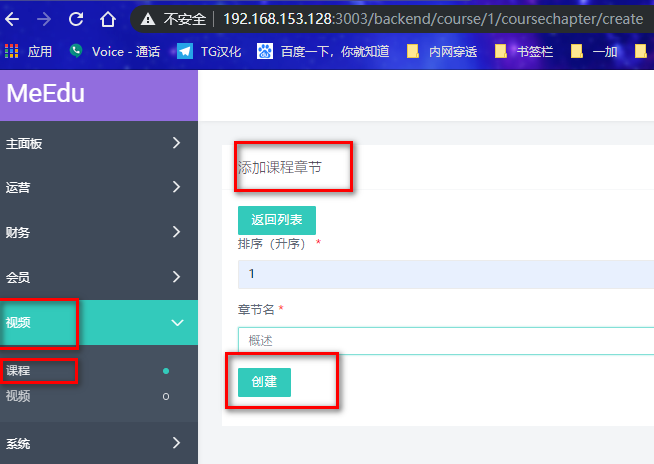 不安全 192.168.153.128:3003/backend/course/1/coursechapter/create
应用 Voice - 通话 TG汉化 百度一下，你就知道 内网穿透 书签栏 一加
MeEdu
主面板
运营
财务
会员
视频
课程
视频
系统
添加课程章节
返回列表
排序（升序） *
1
章节名 *
概述
创建